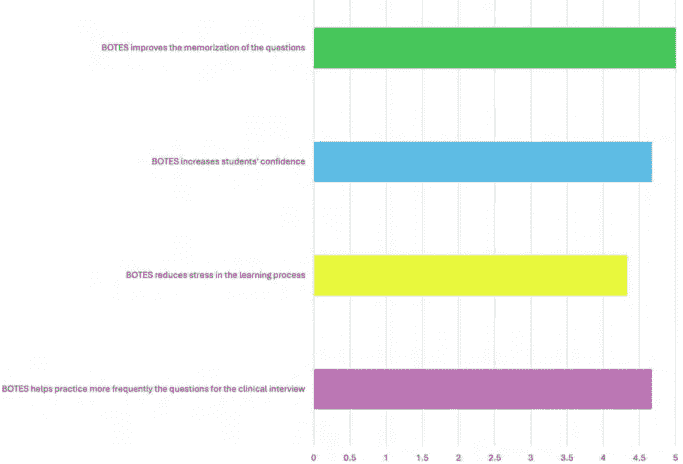 BOTES improves the memorization of the questions
BOTES increases students' confidence
BOTES reduces stress in the learning process
BOTES helps practice more frequently the questions for the clinical interview
0 0.5 1 1.5 2 2.5 3 3.5 4 4.5 5